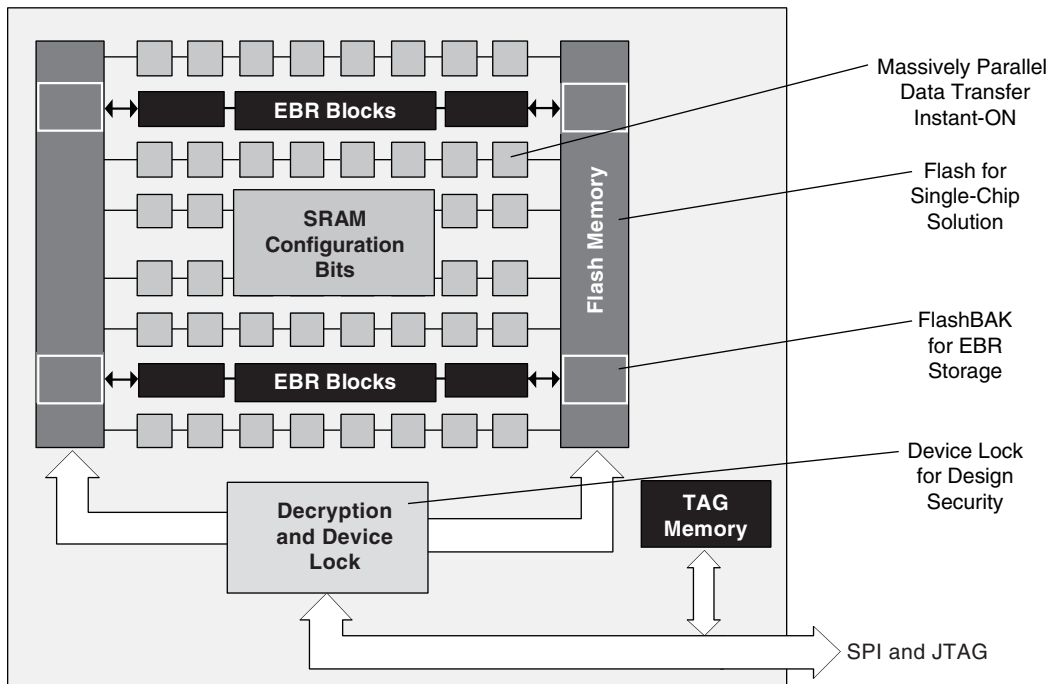 EBR Blocks
SRAM
Configuration
Bits
EBR Blocks
Flash Memory
Massively Parallel
Data Transfer
Instant-ON
Flash for
Single-Chip
Solution
FlashBAK
for EBR
Storage
Device Lock
for Design
Security
Decryption
and Device
Lock
TAG
Memory
SPI and JTAG